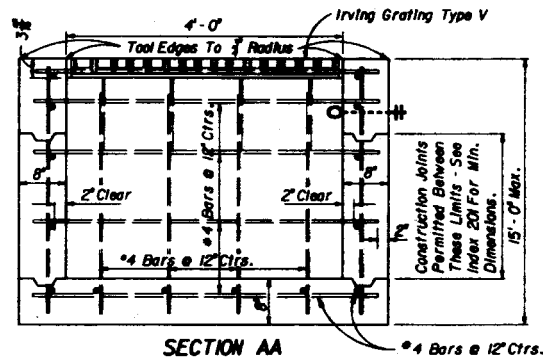 4'-0"
Irving Grating Type V
Tool Edges To Radius
#4 Bars @ 12" Ctrs.
8"
8"
2" Clear
2" Clear
Construction Joints
Permitted Between
These Limits - See
Index 201 For Min.
Dimensions.
15'-0" Max.
#4 Bars @ 12" Ctrs.
8"
#4 Bars @ 12" Ctrs.
SECTION AA